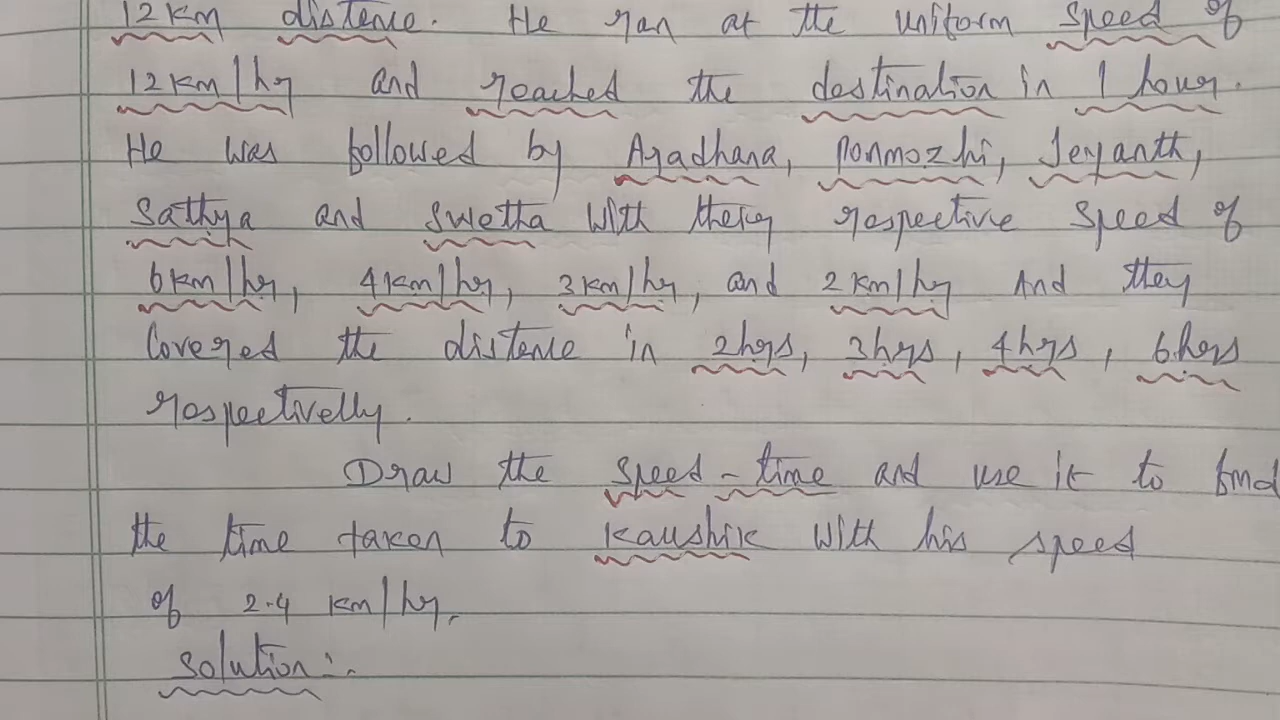 12 km distance. He ran at the uniform speed of
12 km/hr and reached the destination in 1 hour.
He was followed by Aradhana, Ponmozhi, Jeyanth,
Sathya and Swetha with their respective speed of
6 km/hr, 4 km/hr, 3 km/hr, and 2 km/hr And they
Covered the distance in 2 hrs, 3 hrs, 4 hrs, 6 hrs
respectivelly.
Draw the speed-time and use it to find
the time taken to Kaushik with his speed
of 2.4 km/hr.
Solution:-